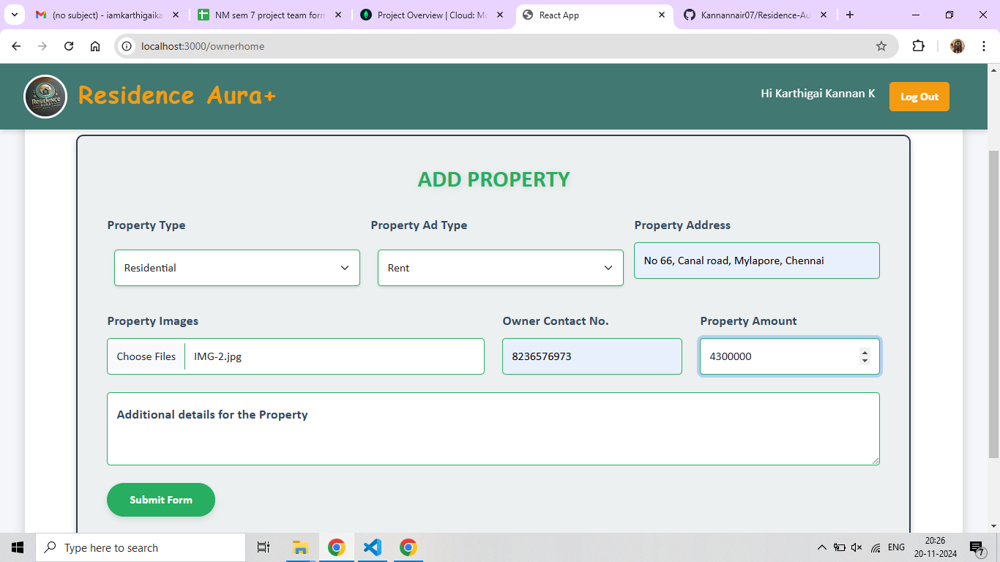 (no subject) - iamkarthigaika
NM sem 7 project team form
Project Overview | Cloud: Mo
React App
Kannannair07/Residence-Au
localhost:3000/ownerhome
Residence Aura+
Hi Karthigai Kannan K
Log Out
ADD PROPERTY
Property Type
Property Ad Type
Property Address
Residential
Rent
No 66, Canal road, Mylapore, Chennai
Property Images
Owner Contact No.
Property Amount
Choose Files
IMG-2.jpg
8236576973
4300000
Additional details for the Property
Submit Form
Type here to search
ENG
20:26
20-11-2024
7